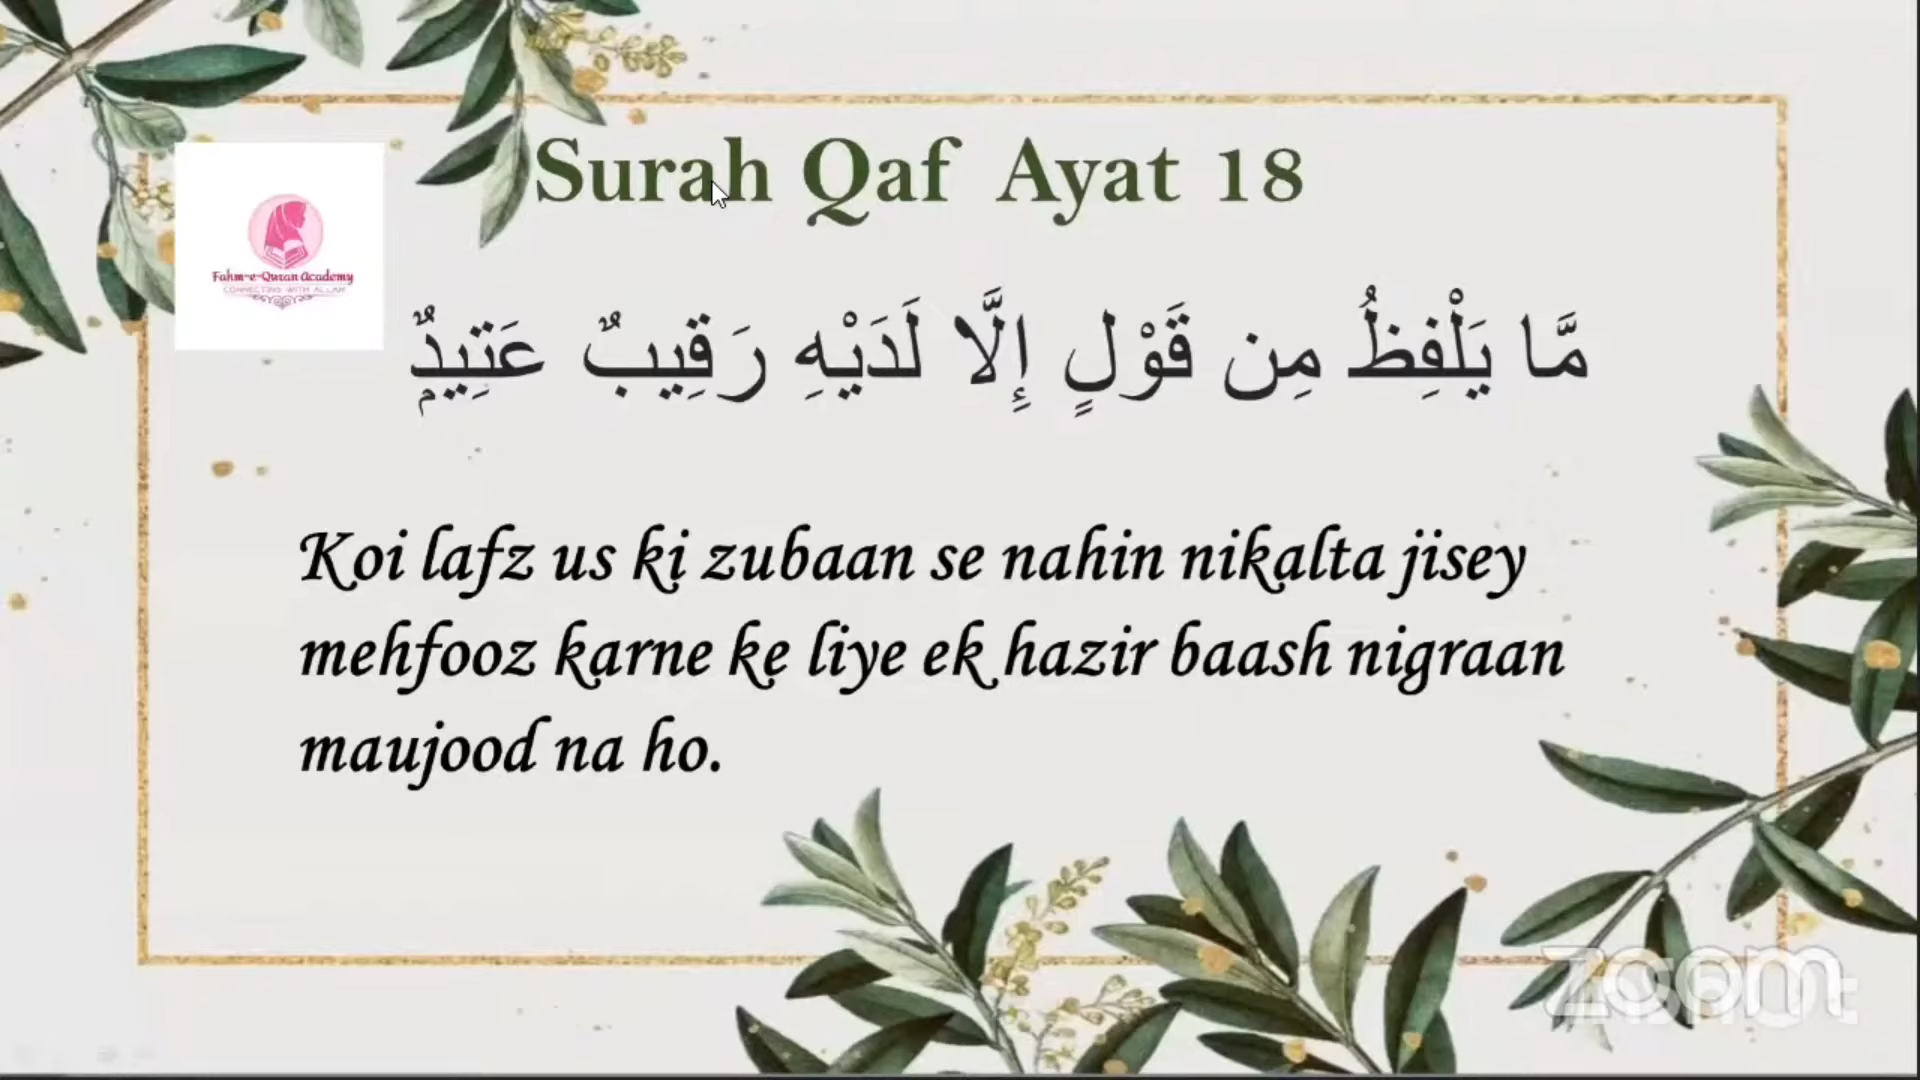 Surah Qaf Ayat 18
Fahm-e-Quran Academy
CONNECTING WITH ALLAH
مَّا يَلْفِظُ مِن قَوْلٍ إِلَّا لَدَيْهِ رَقِيبٌ عَتِيدٌۭ
Koi lafz us ki zubaan se nahin nikalta jisey
mehfooz karne ke liye ek hazir baash nigraan
maujood na ho.
zoom